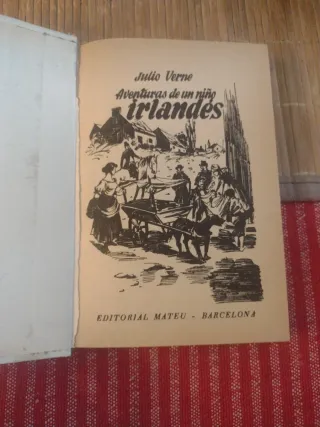 Julio Verne
Aventuras de un niño
irlandés
EDITORIAL MATEU - BARCELONA